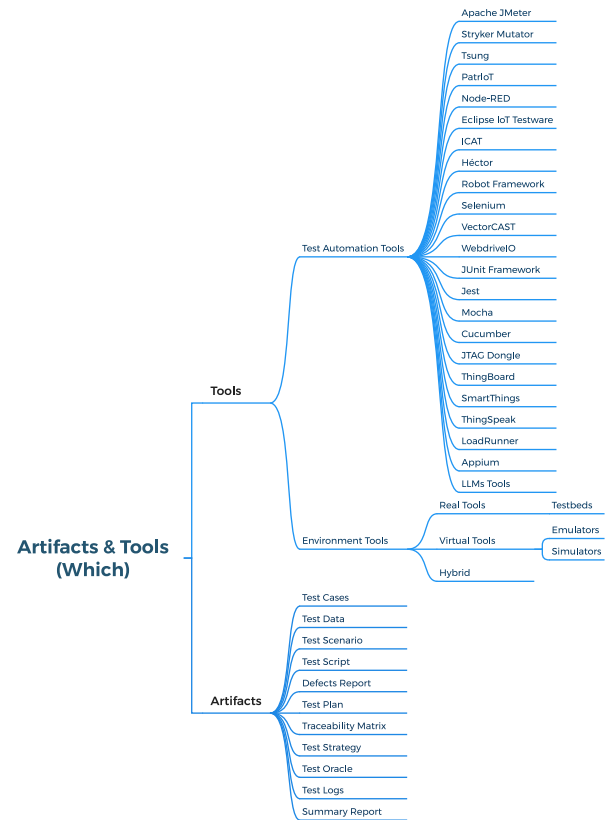 Apache JMeter
Stryker Mutator
Tsung
PatrIoT
Node-RED
Eclipse IoT Testware
ICAT
Héctor
Robot Framework
Selenium
VectorCAST
WebdriveIO
JUnit Framework
Jest
Mocha
Cucumber
JTAG Dongle
ThingBoard
SmartThings
ThingSpeak
LoadRunner
Appium
LLMs Tools
Test Automation Tools
Tools
Environment Tools
Real Tools
Testbeds
Virtual Tools
Emulators
Simulators
Hybrid
Artifacts & Tools
(Which)
Artifacts
Test Cases
Test Data
Test Scenario
Test Script
Defects Report
Test Plan
Traceability Matrix
Test Strategy
Test Oracle
Test Logs
Summary Report